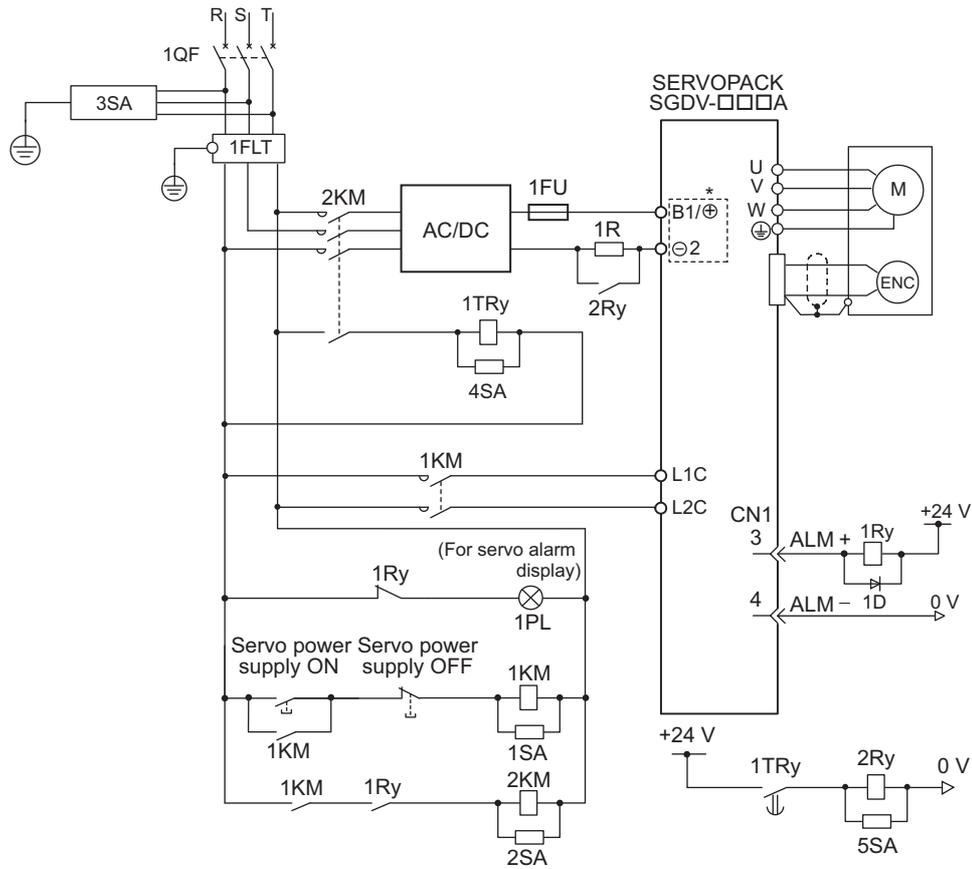 R S T
1QF
3SA
1FLT
SERVOPACK
SGDV-□□□A
2KM
AC/DC
1FU
*
B1/⊕
1R
⊖2
2Ry
U
V
W
M
ENC
1TRy
4SA
1KM
L1C
L2C
CN1
3
ALM +
1Ry
+24 V
1D
4
ALM −
0 V
(For servo alarm
display)
1Ry
1PL
Servo power
supply ON
Servo power
supply OFF
1KM
1KM
1SA
1KM
1Ry
2KM
2SA
+24 V
1TRy
2Ry
0 V
5SA